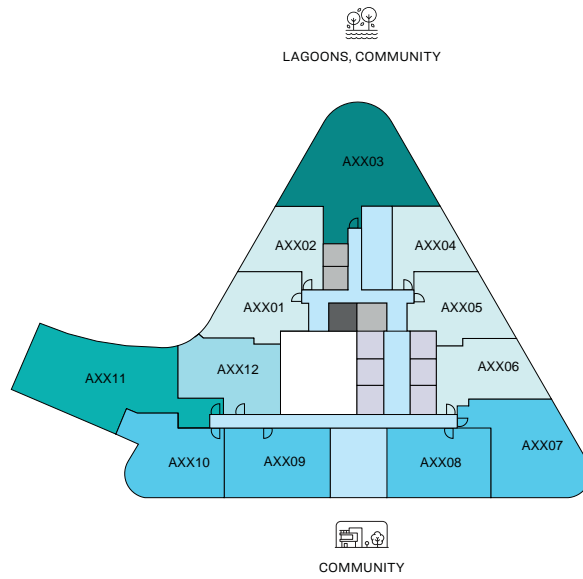 LAGOONS, COMMUNITY
AXX03
AXX02
AXX04
AXX01
AXX05
AXX12
AXX06
AXX11
AXX10
AXX09
AXX08
AXX07
COMMUNITY